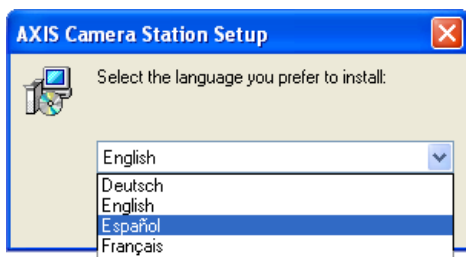 AXIS Camera Station Setup
Select the language you prefer to install:
English
Deutsch
English
Español
Français